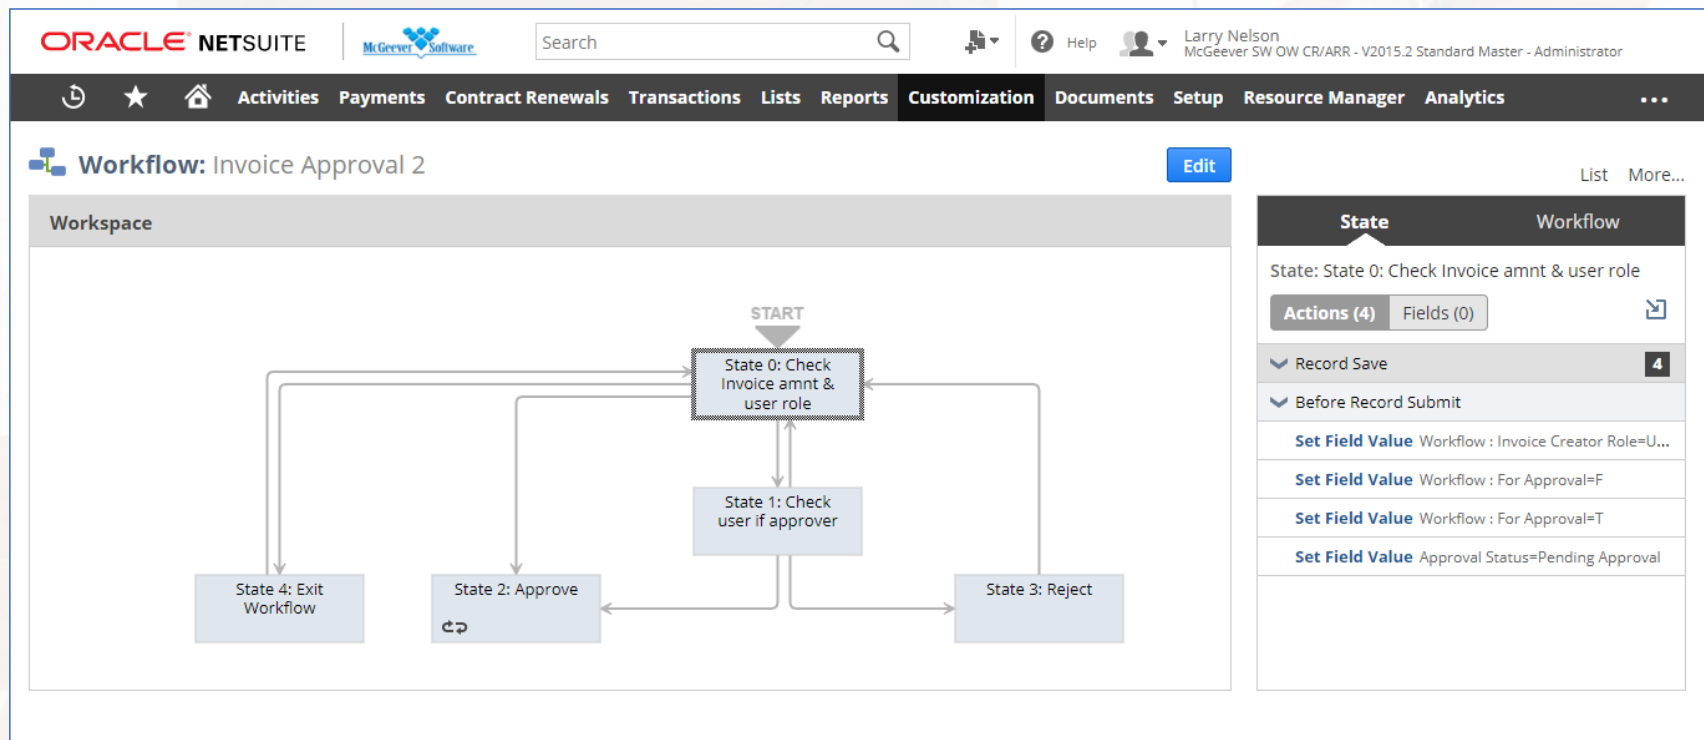 ORACLE NETSUITE
McGeever Software
Search
Help
Larry Nelson
McGeever SW OW CR/ARR - V2015.2 Standard Master - Administrator
Activities Payments Contract Renewals Transactions Lists Reports Customization Documents Setup Resource Manager Analytics
Workflow: Invoice Approval 2
Edit
List More...
Workspace
START
State 0: Check
Invoice amnt &
user role
State 1: Check
user if approver
State 4: Exit
Workflow
State 2: Approve
State 3: Reject
State Workflow
State: State 0: Check Invoice amnt & user role
Actions (4) Fields (0)
Record Save 4
Before Record Submit
Set Field Value Workflow : Invoice Creator Role=U...
Set Field Value Workflow : For Approval=F
Set Field Value Workflow : For Approval=T
Set Field Value Approval Status=Pending Approval